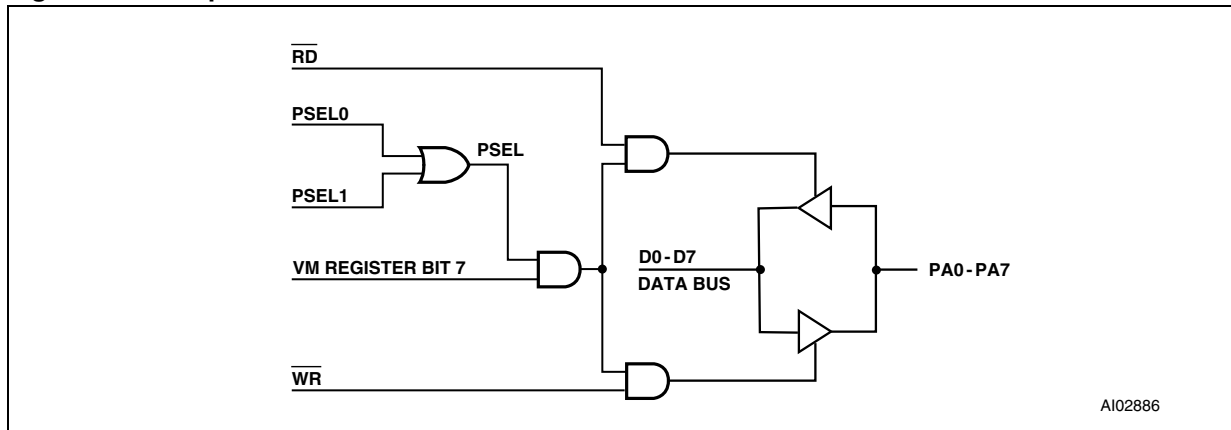 RD
PSEL0
PSEL
PSEL1
VM REGISTER BIT 7
D0-D7
DATA BUS
PA0-PA7
WR
AI02886